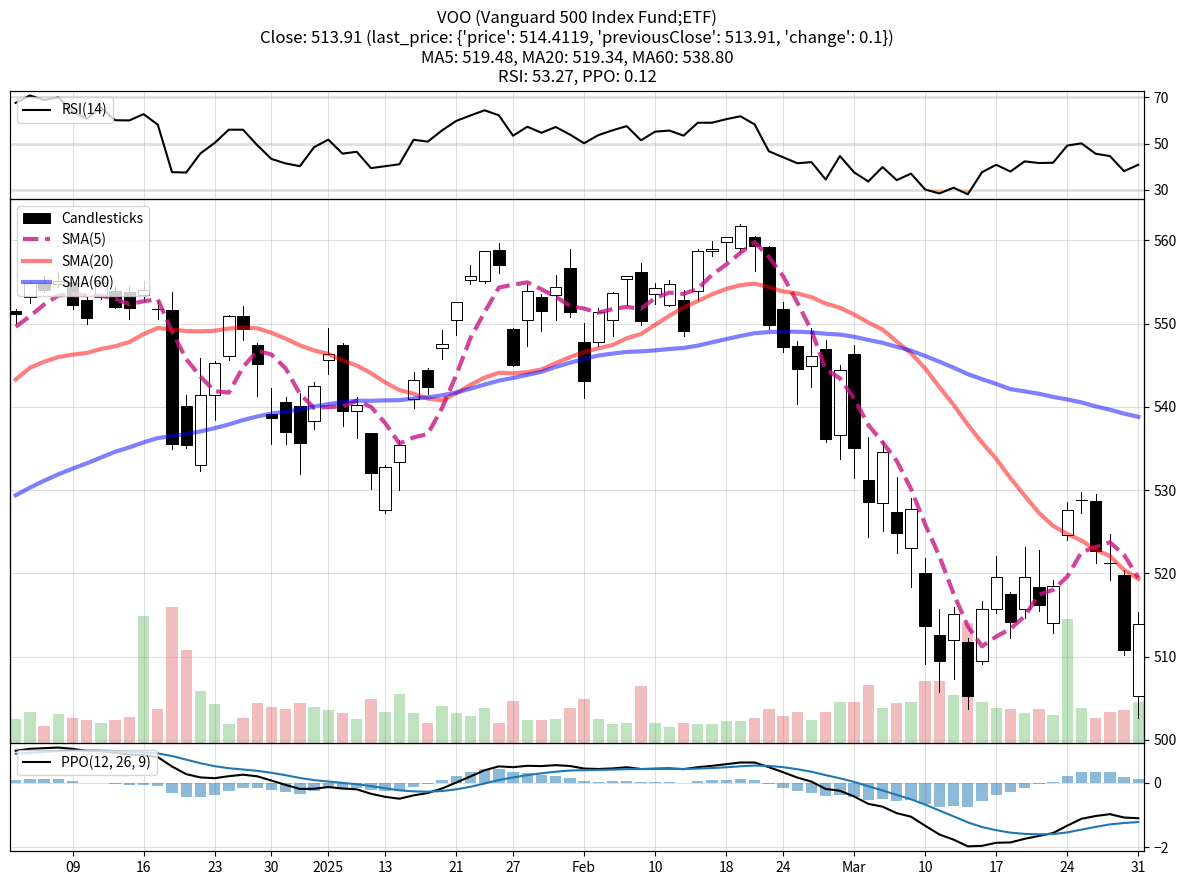 VOO (Vanguard 500 Index Fund;ETF)
Close: 513.91 (last_price: {'price': 514.4119, 'previousClose': 513.91, 'change': 0.1})
MA5: 519.48, MA20: 519.34, MA60: 538.80
RSI: 53.27, PPO: 0.12
RSI(14)
70
50
30
Candlesticks
SMA(5)
SMA(20)
SMA(60)
560
550
540
530
520
510
500
PPO(12, 26, 9)
0
−2
09 16 23 30 2025 13 21 27 Feb 10 18 24 Mar 10 17 24 31